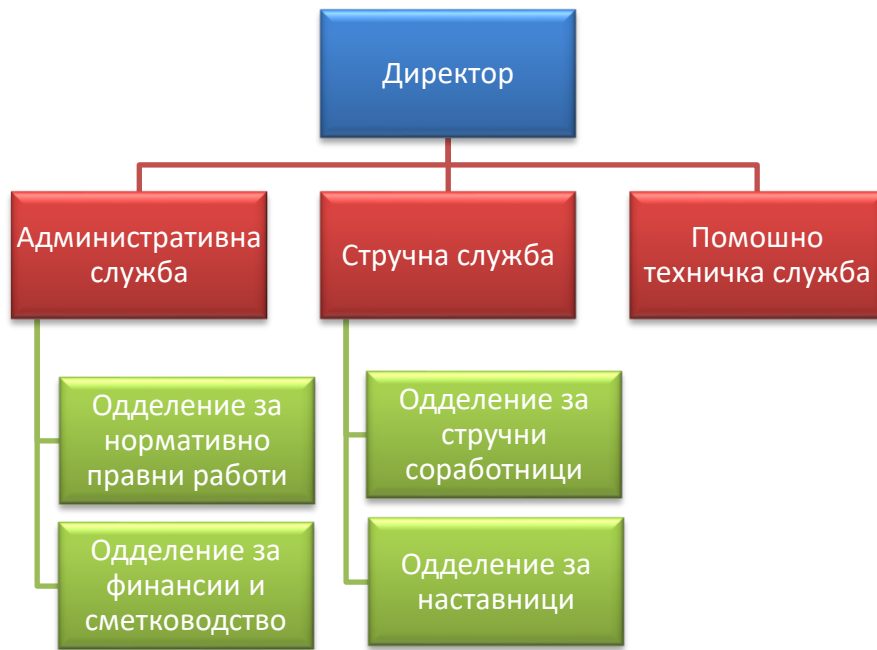 Директор
Административна
служба
Стручна служба
Помошно
техничка служба
Одделение за
нормативно
правни работи
Одделение за
стручни
соработници
Одделение за
финансии и
сметководство
Одделение за
наставници